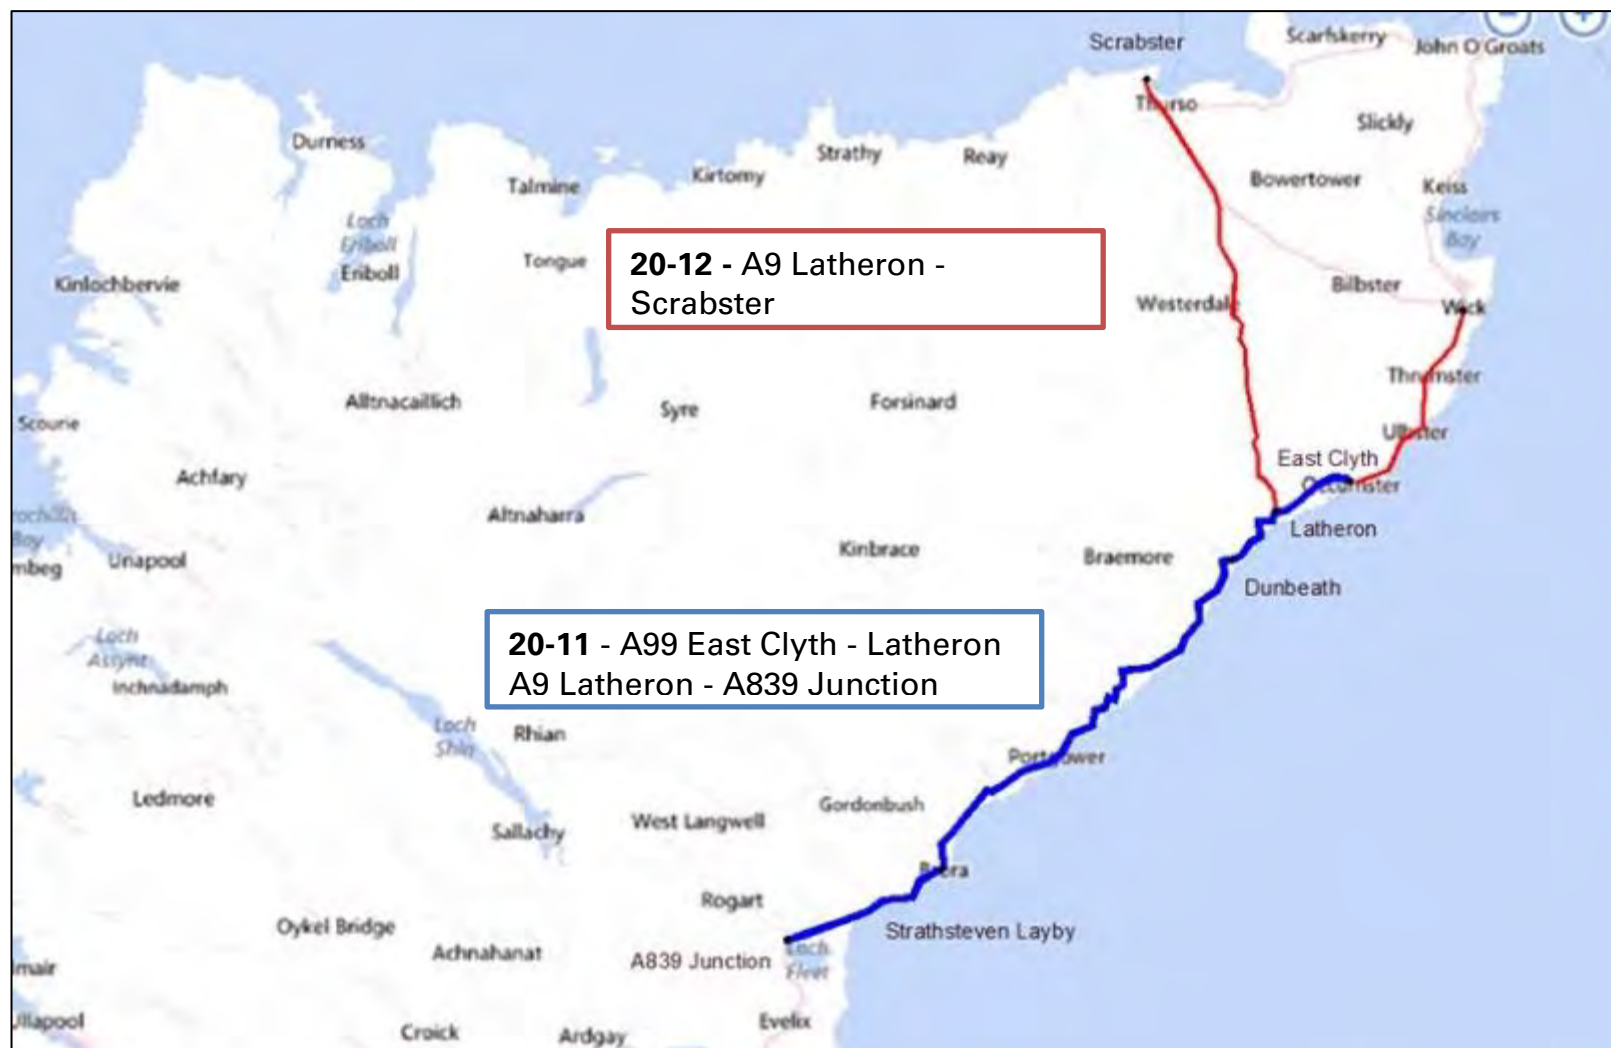 Scrabster
Scarfskerry
John O'Groats
Thurso
Slickly
Durness
Strathy
Reay
Kirtomy
Talmine
Bowertower
Keiss
Sinclairs
Bay
Loch
Eriboll
Eriboll
Tongue
Kinlochbervie
20-12 - A9 Latheron -
Scrabster
Westerdale
Bilbster
Wick
Thrumster
Alltnacaillich
Syre
Forsinard
Scourie
Ulbster
East Clyth
Occumster
Achfary
Altnaharra
Latheron
Bay
Kinbrace
Braemore
Unapool
Dunbeath
Loch
Assynt
Inchnadamph
20-11 - A99 East Clyth - Latheron
A9 Latheron - A839 Junction
Loch
Shin
Rhian
Portgower
Ledmore
Gordonbush
West Langwell
Sallachy
Brora
Rogart
Oykel Bridge
Strathsteven Layby
Achnahanat
A839 Junction
Loch
Fleet
Evelix
Ullapool
Croick
Ardgay